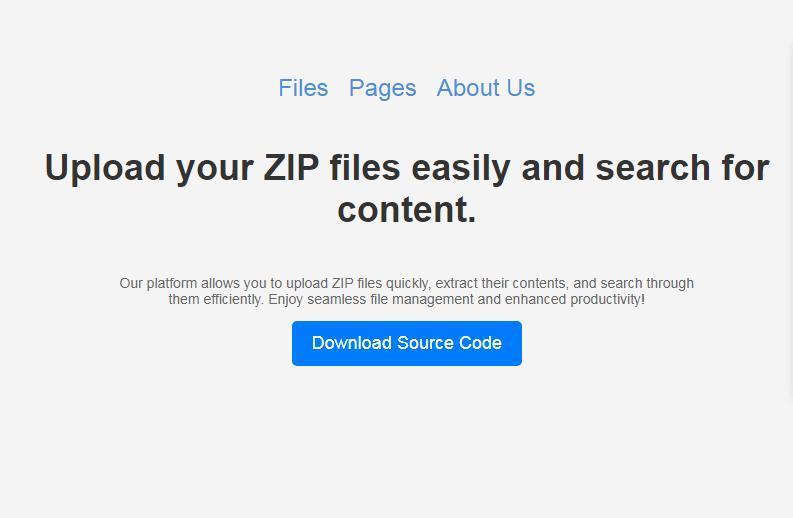 Files Pages About Us
Upload your ZIP files easily and search for
content.
Our platform allows you to upload ZIP files quickly, extract their contents, and search through
them efficiently. Enjoy seamless file management and enhanced productivity!
Download Source Code